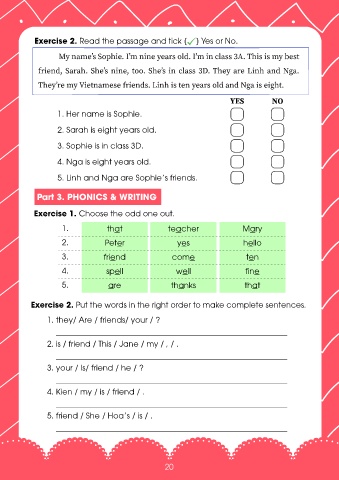 Exercise 2. Read the passage and tick (✓) Yes or No.
My name's Sophie. I'm nine years old. I'm in class 3A. This is my best
friend, Sarah. She's nine, too. She's in class 3D. They are Linh and Nga.
They're my Vietnamese friends. Linh is ten years old and Nga is eight.
YES NO
1. Her name is Sophie.
2. Sarah is eight years old.
3. Sophie is in class 3D.
4. Nga is eight years old.
5. Linh and Nga are Sophie's friends.
Part 3. PHONICS & WRITING
Exercise 1. Choose the odd one out.
1. that teacher Mary
2. Peter yes hello
3. friend come ten
4. spell well fine
5. are thanks that
Exercise 2. Put the words in the right order to make complete sentences.
1. they/ Are / friends/ your / ?
2. is / friend / This / Jane / my / , / .
3. your / Is/ friend / he / ?
4. Kien / my / is / friend / .
5. friend / She / Hoa's / is / .
20